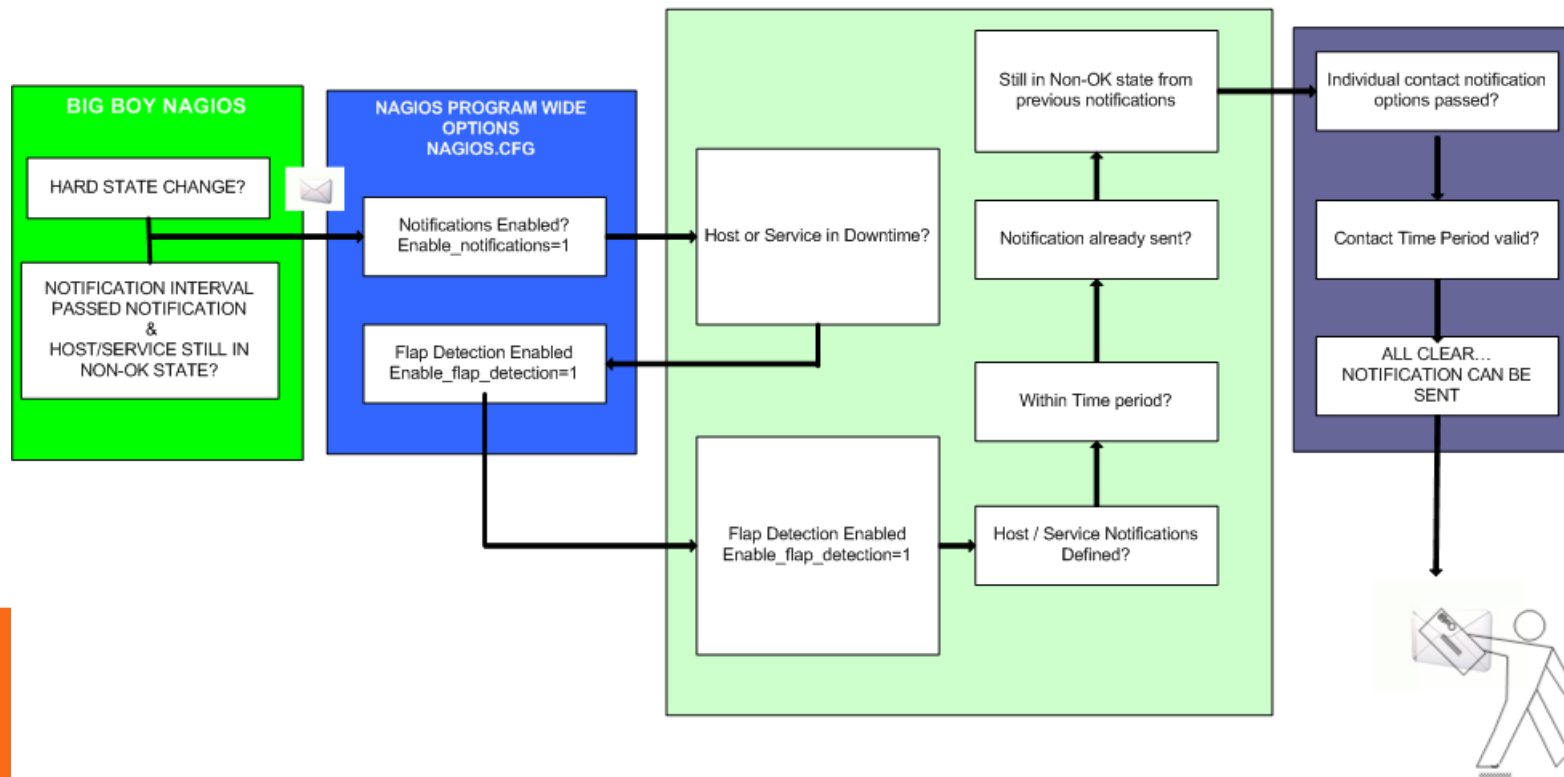 BIG BOY NAGIOS
HARD STATE CHANGE?
NOTIFICATION INTERVAL
PASSED NOTIFICATION
&
HOST/SERVICE STILL IN
NON-OK STATE?
NAGIOS PROGRAM WIDE
OPTIONS
NAGIOS.CFG
Notifications Enabled?
Enable_notifications=1
Host or Service in Downtime?
Flap Detection Enabled
Enable_flap_detection=1
Flap Detection Enabled
Enable_flap_detection=1
Host / Service Notifications
Defined?
Within Time period?
Notification already sent?
Still in Non-OK state from
previous notifications
Individual contact notification
options passed?
Contact Time Period valid?
ALL CLEAR...
NOTIFICATION CAN BE
SENT